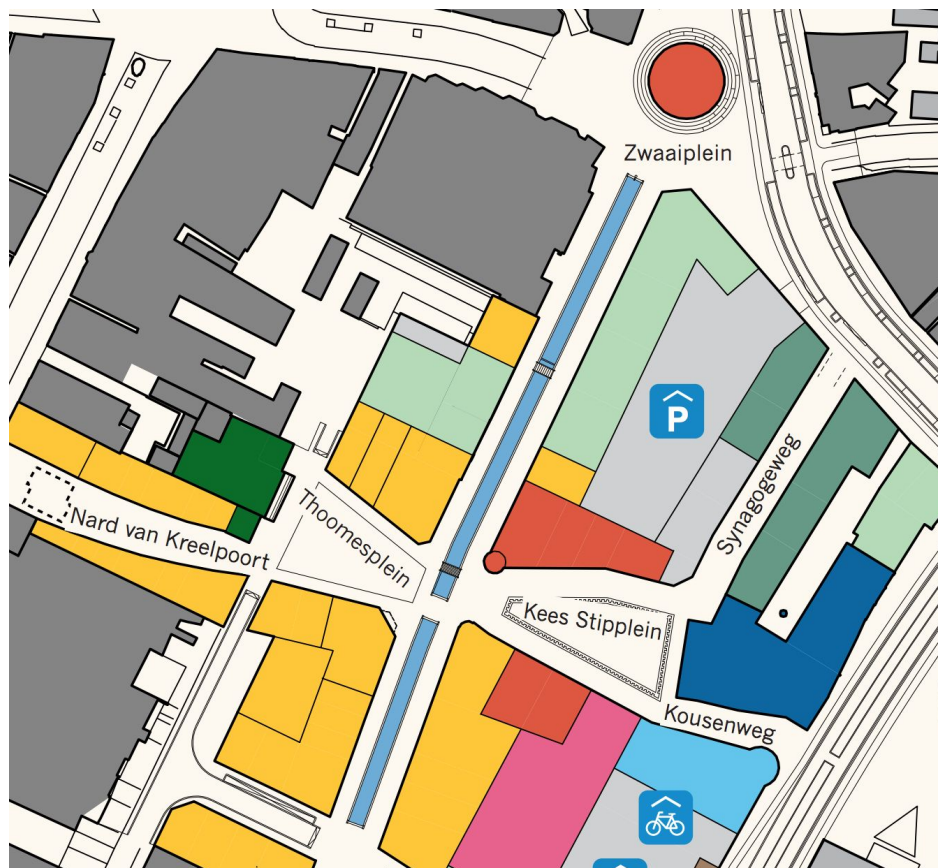 Zwaaiplein
P
Synagogeweg
Nard van Kreelpoort
Thoomesplein
Kees Stipplein
Kousenweg